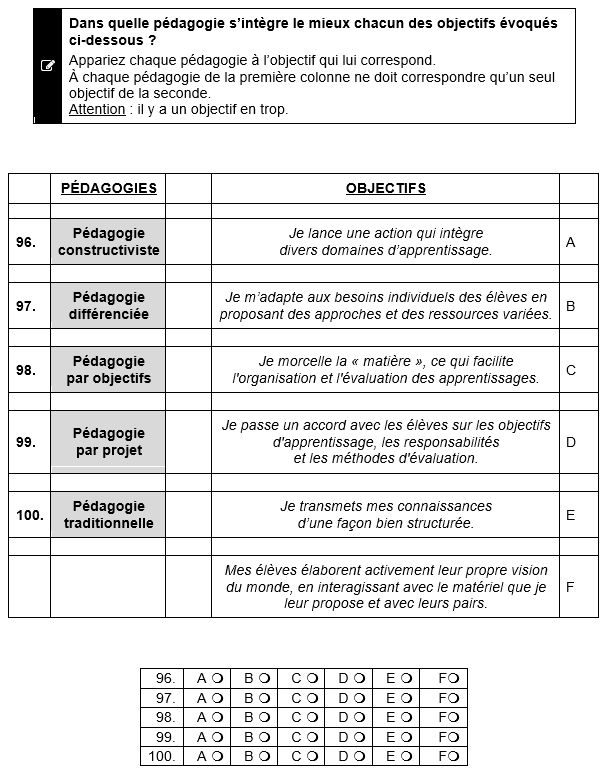 Dans quelle pédagogie s’intègre le mieux chacun des objectifs évoqués
ci-dessous ?
Appariez chaque pédagogie à l’objectif qui lui correspond.
À chaque pédagogie de la première colonne ne doit correspondre qu’un seul
objectif de la seconde.
Attention : il y a un objectif en trop.
PÉDAGOGIES OBJECTIFS
96. Pédagogie constructiviste Je lance une action qui intègre
divers domaines d’apprentissage. A
97. Pédagogie différenciée Je m’adapte aux besoins individuels des élèves en
proposant des approches et des ressources variées. B
98. Pédagogie par objectifs Je morcelle la « matière », ce qui facilite
l'organisation et l'évaluation des apprentissages. C
99. Pédagogie par projet Je passe un accord avec les élèves sur les objectifs
d'apprentissage, les responsabilités
et les méthodes d'évaluation. D
100. Pédagogie traditionnelle Je transmets mes connaissances
d’une façon bien structurée. E
Mes élèves élaborent activement leur propre vision
du monde, en interagissant avec le matériel que je
leur propose et avec leurs pairs. F
96. A B C D E F
97. A B C D E F
98. A B C D E F
99. A B C D E F
100. A B C D E F